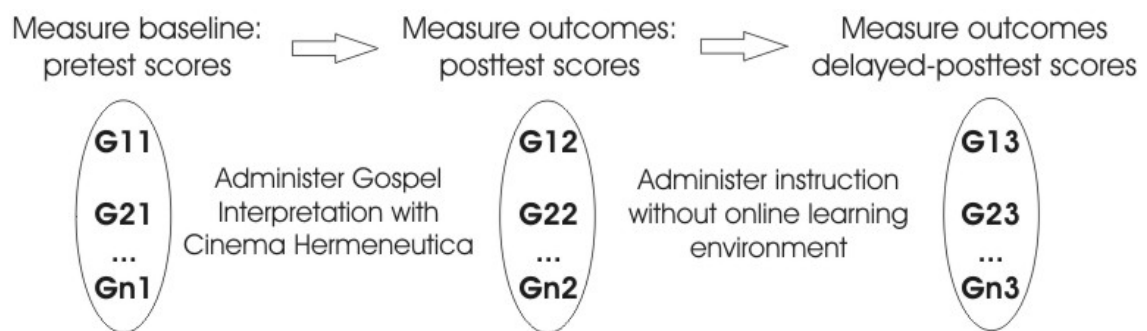 Measure baseline:
pretest scores
Measure outcomes:
posttest scores
Measure outcomes
delayed-posttest scores
G11
G21
...
Gn1
Administer Gospel
Interpretation with
Cinema Hermeneutica
G12
G22
...
Gn2
Administer instruction
without online learning
environment
G13
G23
...
Gn3